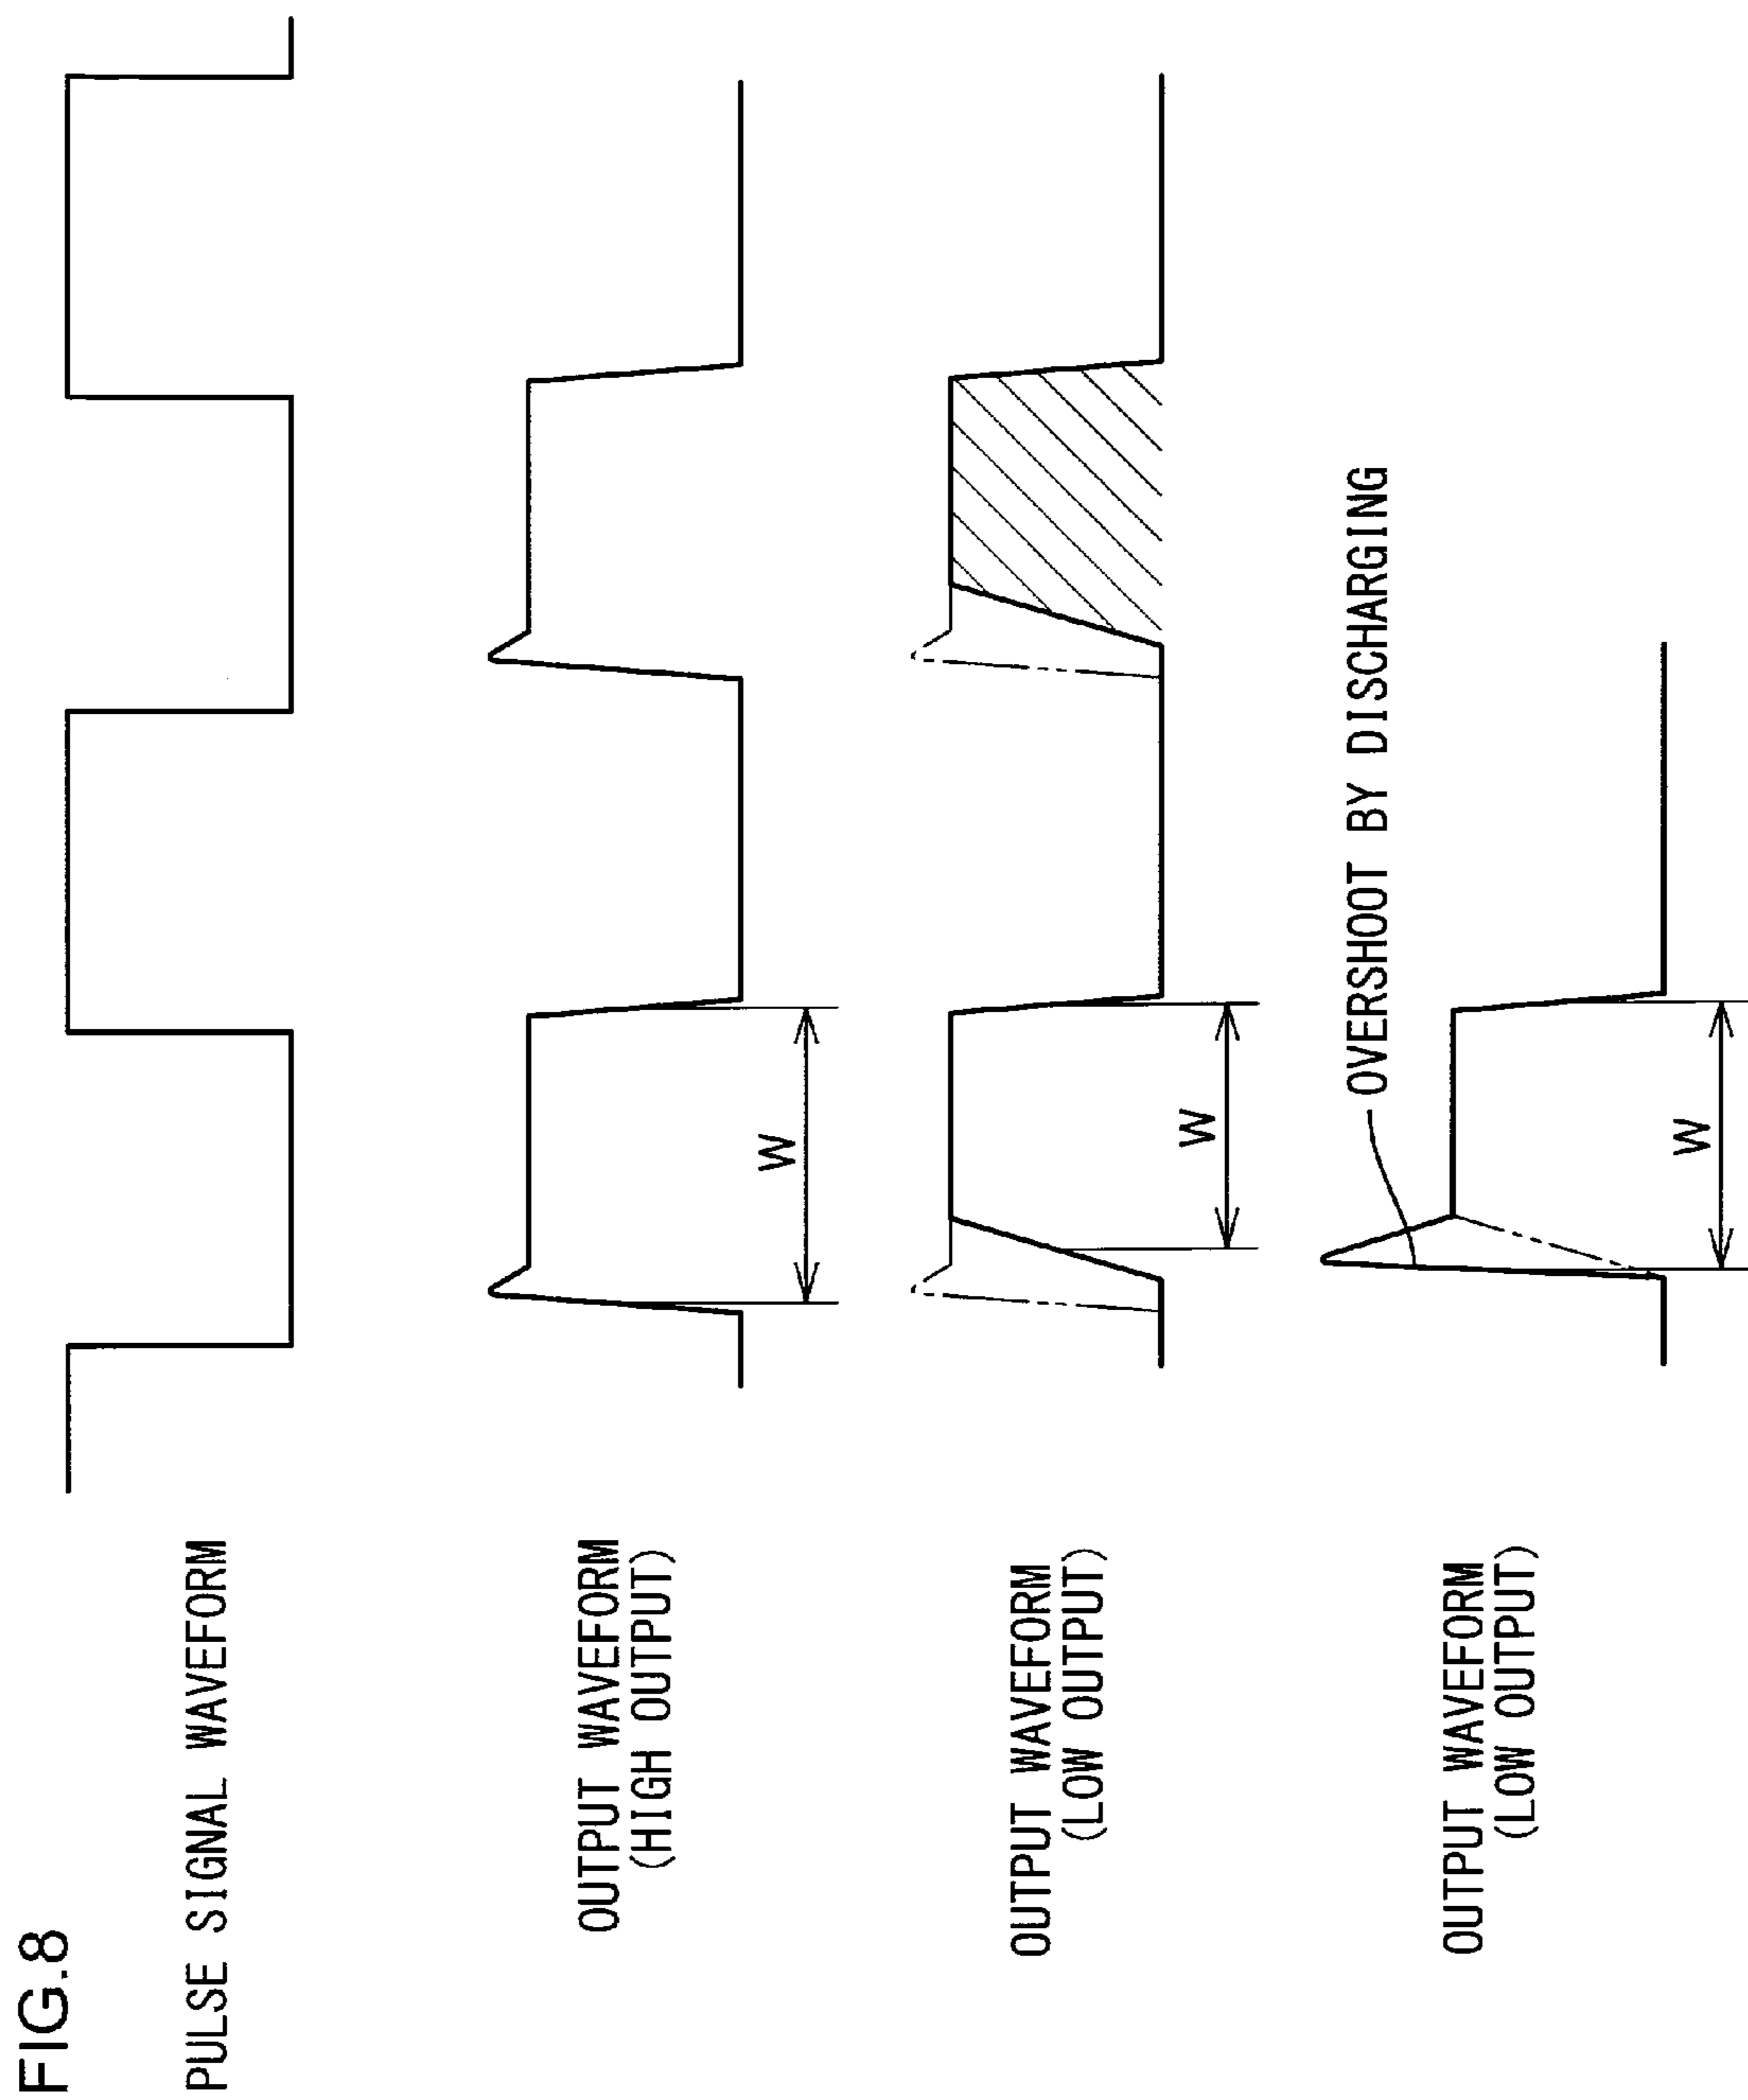 FIG.8
PULSE SIGNAL WAVEFORM
OUTPUT WAVEFORM
(HIGH OUTPUT)
W
OUTPUT WAVEFORM
(LOW OUTPUT)
W
OVERSHOOT BY DISCHARGING
OUTPUT WAVEFORM
(LOW OUTPUT)
W